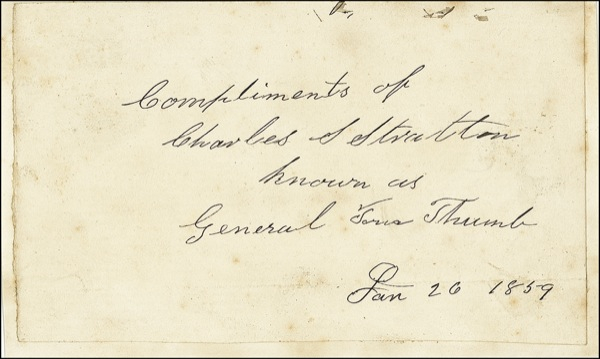 Compliments of
Charles S Stratton
known as
General Tom Thumb
Jan 26 1859